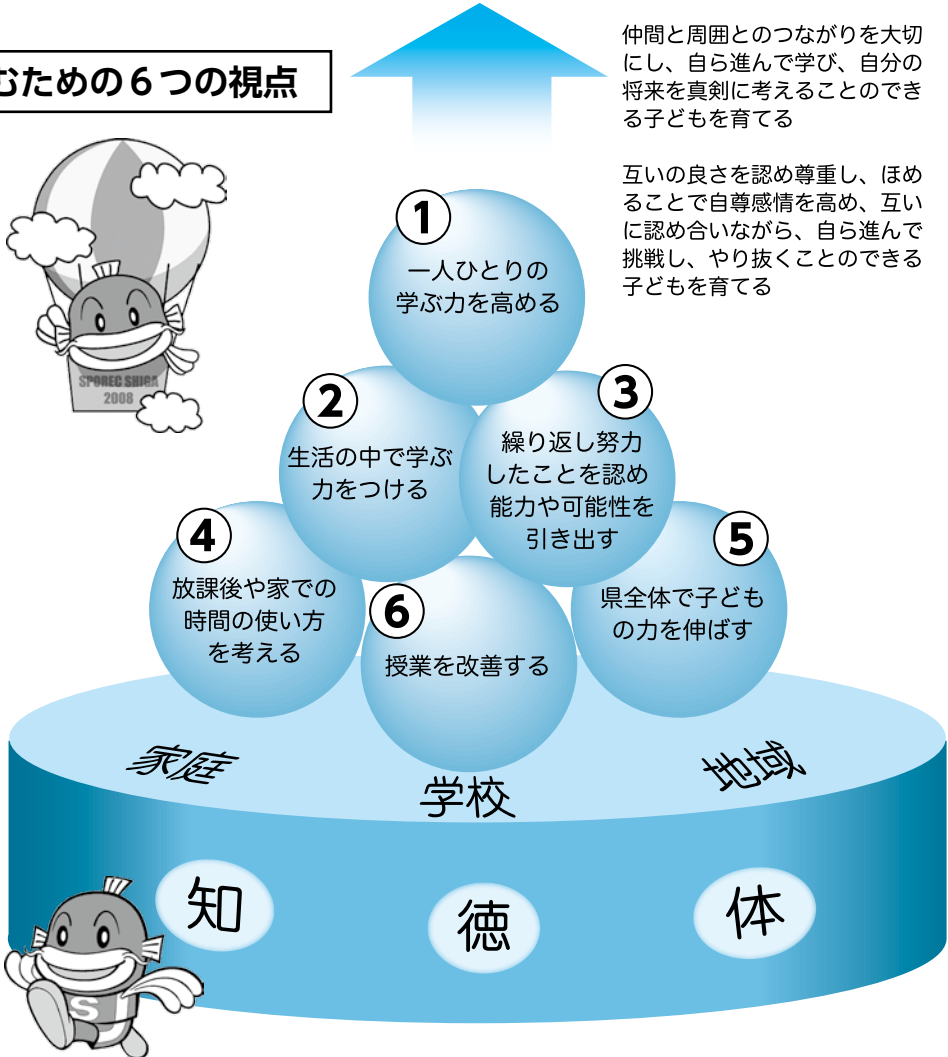 むための６つの視点
仲間と周囲とのつながりを大切
にし、自ら進んで学び、自分の
将来を真剣に考えることのでき
る子どもを育てる
互いの良さを認め尊重し、ほめ
ることで自尊感情を高め、互い
に認め合いながら、自ら進んで
挑戦し、やり抜くことのできる
子どもを育てる
SPOREC SHIGA
2008
1
一人ひとりの
学ぶ力を高める
2
生活の中で学ぶ
力をつける
3
繰り返し努力
したことを認め
能力や可能性を
引き出す
4
放課後や家での
時間の使い方
を考える
5
県全体で子ども
の力を伸ばす
6
授業を改善する
家庭
学校
地域
知
徳
体
S